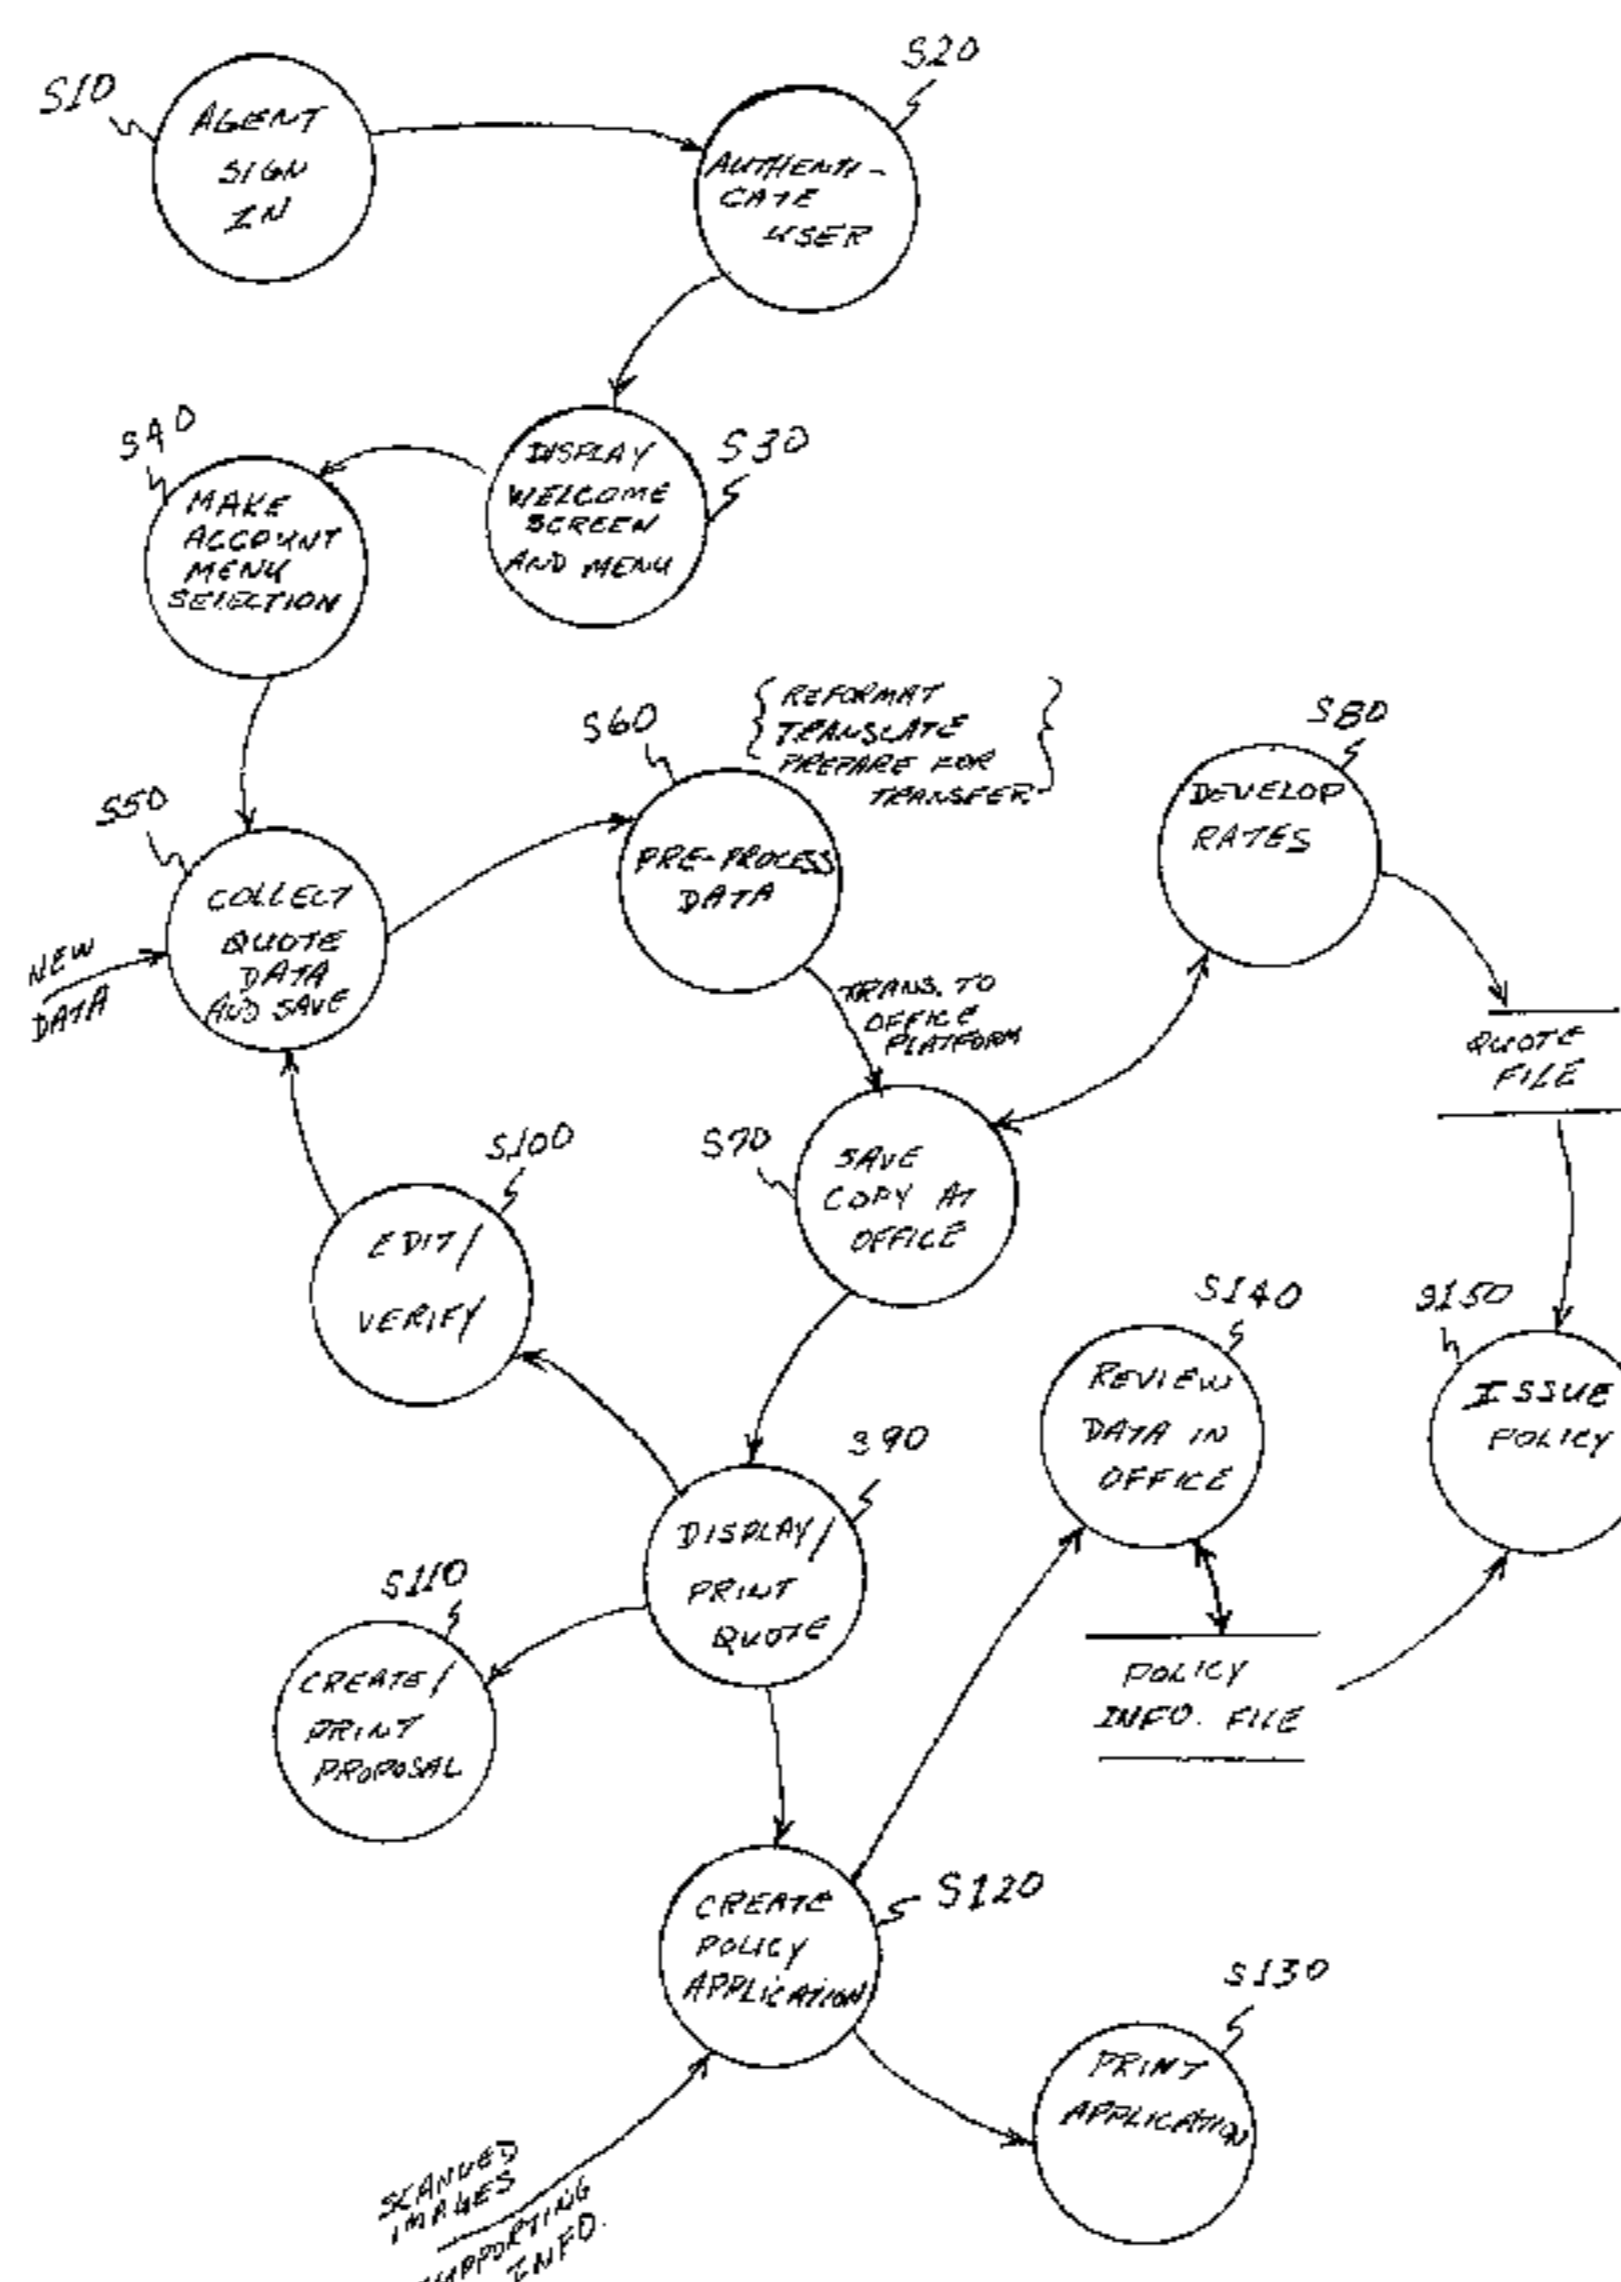 S10
AGENT
SIGN
IN
S20
AUTHENTI-
CATE
USER
S30
DISPLAY
WELCOME
SCREEN
AND MENU
S40
MAKE
ACCOUNT
MENU
SELECTION
S50
COLLECT
QUOTE
DATA
AND SAVE
NEW
DATA
S60
PRE-PROCESS
DATA
{ REFORMAT
TRANSLATE
PREPARE FOR
TRANSFER }
TRANS. TO
OFFICE
PLATFORM
S70
SAVE
COPY AT
OFFICE
S80
DEVELOP
RATES
QUOTE
FILE
S90
DISPLAY/
PRINT
QUOTE
S100
EDIT/
VERIFY
S110
CREATE/
PRINT
PROPOSAL
S120
CREATE
POLICY
APPLICATION
SCANNED
IMAGES
SUPPORTING
INFO.
S130
PRINT
APPLICATION
S140
REVIEW
DATA IN
OFFICE
POLICY
INFO. FILE
S150
ISSUE
POLICY